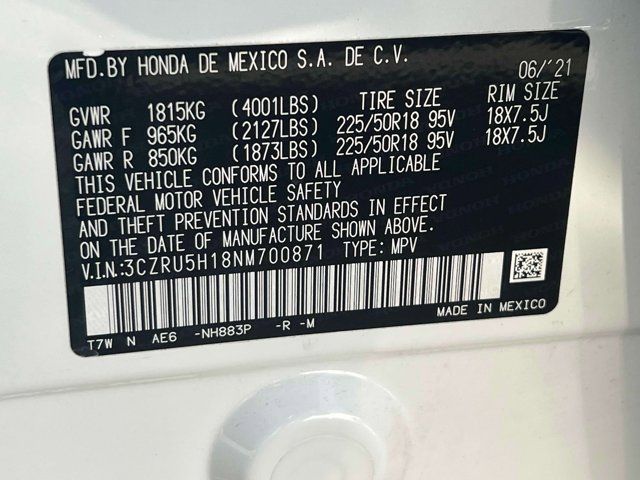 MFD.BY HONDA DE MEXICO S.A. DE C.V. 06/'21
GVWR 1815KG (4001LBS) TIRE SIZE RIM SIZE
GAWR F 965KG (2127LBS) 225/50R18 95V 18X7.5J
GAWR R 850KG (1873LBS) 225/50R18 95V 18X7.5J
THIS VEHICLE CONFORMS TO ALL APPLICABLE
FEDERAL MOTOR VEHICLE SAFETY
AND THEFT PREVENTION STANDARDS IN EFFECT
ON THE DATE OF MANUFACTURE SHOWN ABOVE.
V.I.N.:3CZRU5H18NM700871 TYPE: MPV
T7W N AE6 -NH883P -R -M MADE IN MEXICO
HONDA HONDA HONDA